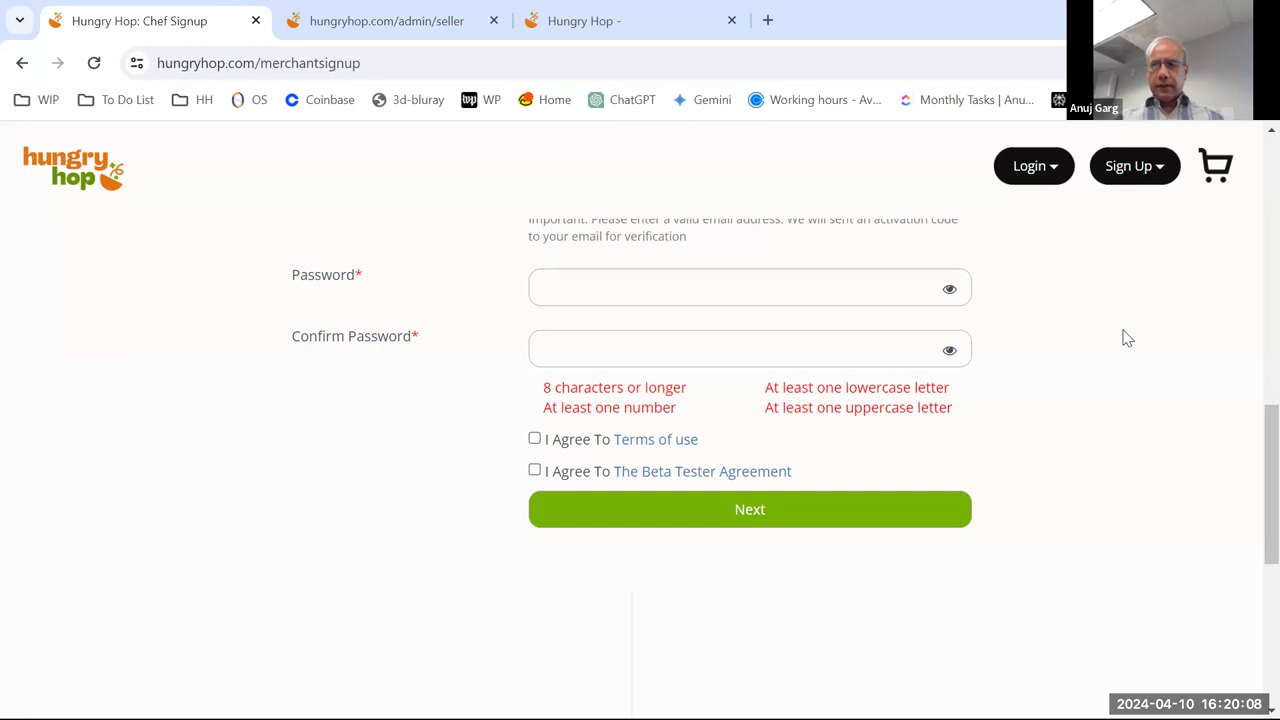 Hungry Hop: Chef Signup
hungryhop.com/admin/seller
Hungry Hop -
hungryhop.com/merchantsignup
WIP
To Do List
HH
OS
Coinbase
3d-bluray
wp WP
Home
ChatGPT
Gemini
Working hours - Av...
Monthly Tasks | Anu...
Anuj Garg
hungry
hop
Login
Sign Up
Important: Please enter a valid email address. We will sent an activation code
to your email for verification
Password*
Confirm Password*
8 characters or longer
At least one lowercase letter
At least one number
At least one uppercase letter
I Agree To Terms of use
I Agree To The Beta Tester Agreement
Next
2024-04-10 16:20:08